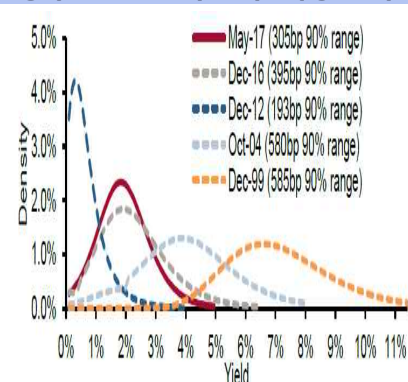 5.0%
4.0%
3.0%
2.0%
1.0%
0.0%
Density
May-17 (305bp 90% range)
Dec-16 (395bp 90% range)
Dec-12 (193bp 90% range)
Oct-04 (580bp 90% range)
Dec-99 (585bp 90% range)
0% 1% 2% 3% 4% 5% 6% 7% 8% 9% 10% 11%
Yield